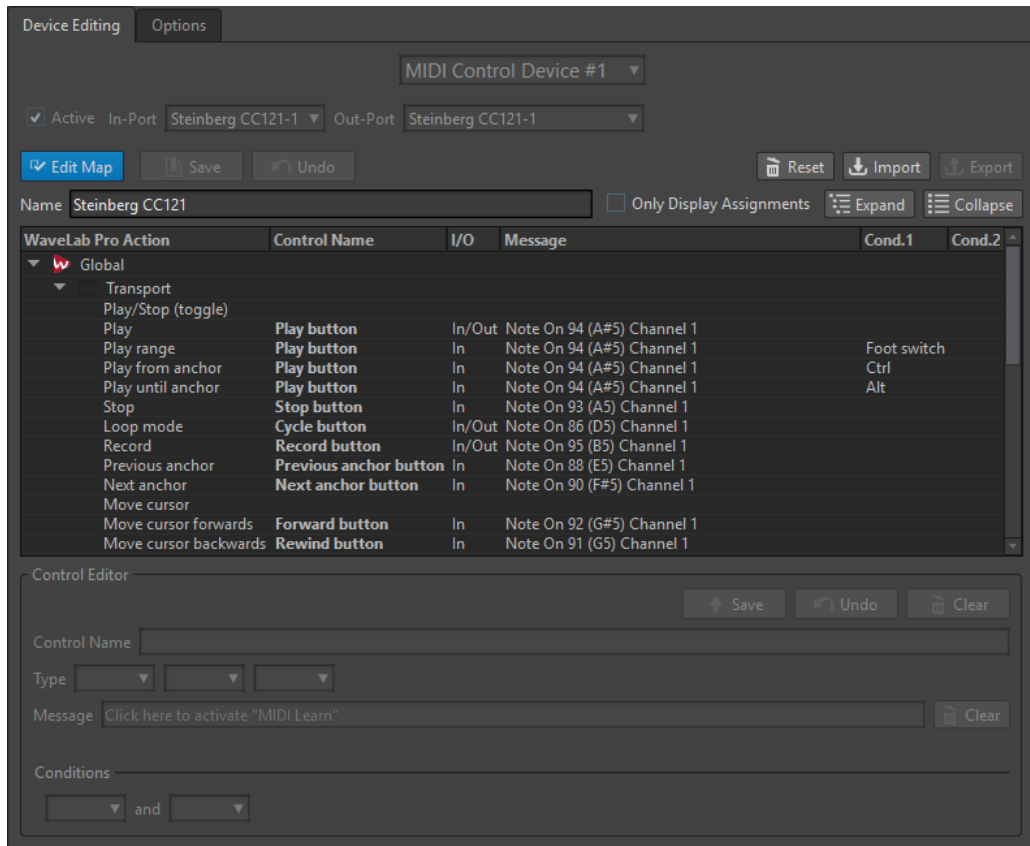 Device Editing Options
MIDI Control Device #1
Active In-Port Steinberg CC121-1 Out-Port Steinberg CC121-1
Edit Map Save Undo Reset Import Export
Name Steinberg CC121 Only Display Assignments Expand Collapse
WaveLab Pro Action Control Name I/O Message Cond.1 Cond.2
Global
Transport
Play/Stop (toggle)
Play Play button In/Out Note On 94 (A#5) Channel 1
Play range Play button In Note On 94 (A#5) Channel 1 Foot switch
Play from anchor Play button In Note On 94 (A#5) Channel 1 Ctrl
Play until anchor Play button In Note On 94 (A#5) Channel 1 Alt
Stop Stop button In Note On 93 (A5) Channel 1
Loop mode Cycle button In/Out Note On 86 (D5) Channel 1
Record Record button In/Out Note On 95 (B5) Channel 1
Previous anchor Previous anchor button In Note On 88 (E5) Channel 1
Next anchor Next anchor button In Note On 90 (F#5) Channel 1
Move cursor
Move cursor forwards Forward button In Note On 92 (G#5) Channel 1
Move cursor backwards Rewind button In Note On 91 (G5) Channel 1
Control Editor
Save Undo Clear
Control Name
Type
Message Click here to activate "MIDI Learn" Clear
Conditions
and